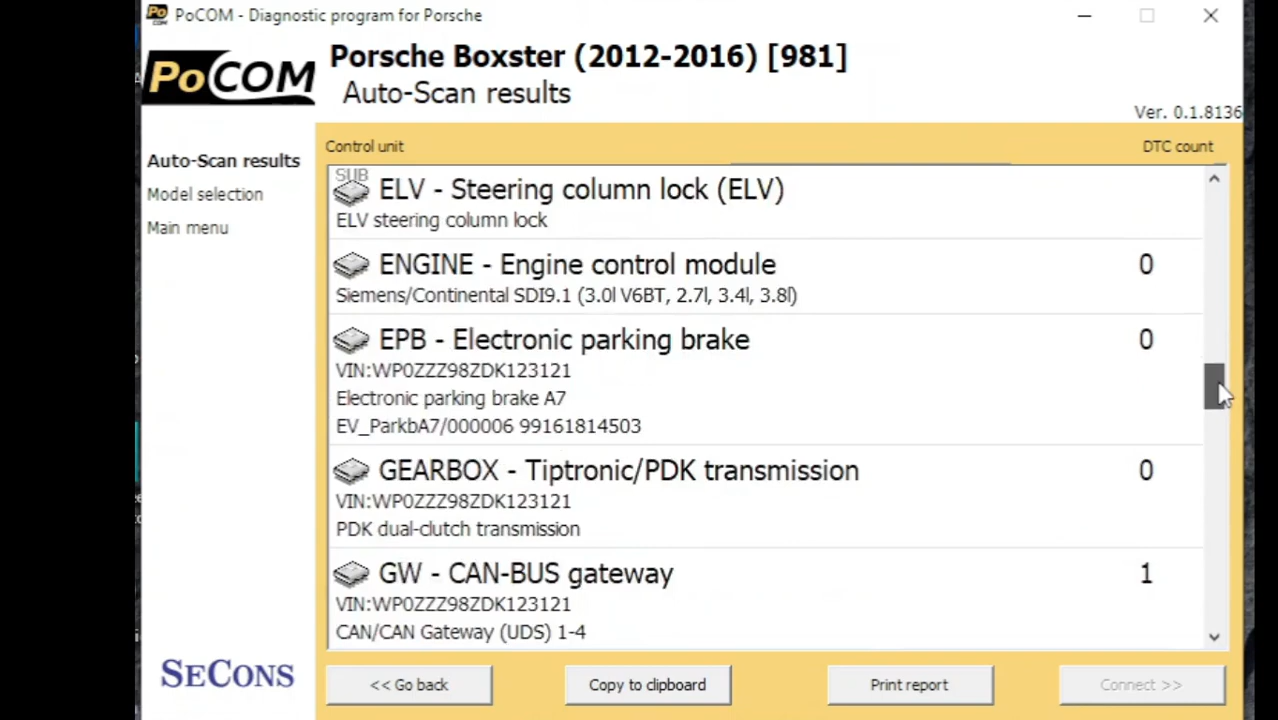 PoCOM - Diagnostic program for Porsche
PoCOM
Porsche Boxster (2012-2016) [981]
Auto-Scan results
Ver. 0.1.8136
Auto-Scan results
Model selection
Main menu
Control unit DTC count
SUB
ELV - Steering column lock (ELV)
ELV steering column lock
ENGINE - Engine control module 0
Siemens/Continental SDI9.1 (3.0l V6BT, 2.7l, 3.4l, 3.8l)
EPB - Electronic parking brake 0
VIN:WP0ZZZ98ZDK123121
Electronic parking brake A7
EV_ParkbA7/000006 99161814503
GEARBOX - Tiptronic/PDK transmission 0
VIN:WP0ZZZ98ZDK123121
PDK dual-clutch transmission
GW - CAN-BUS gateway 1
VIN:WP0ZZZ98ZDK123121
CAN/CAN Gateway (UDS) 1-4
SECONS
<< Go back Copy to clipboard Print report Connect >>